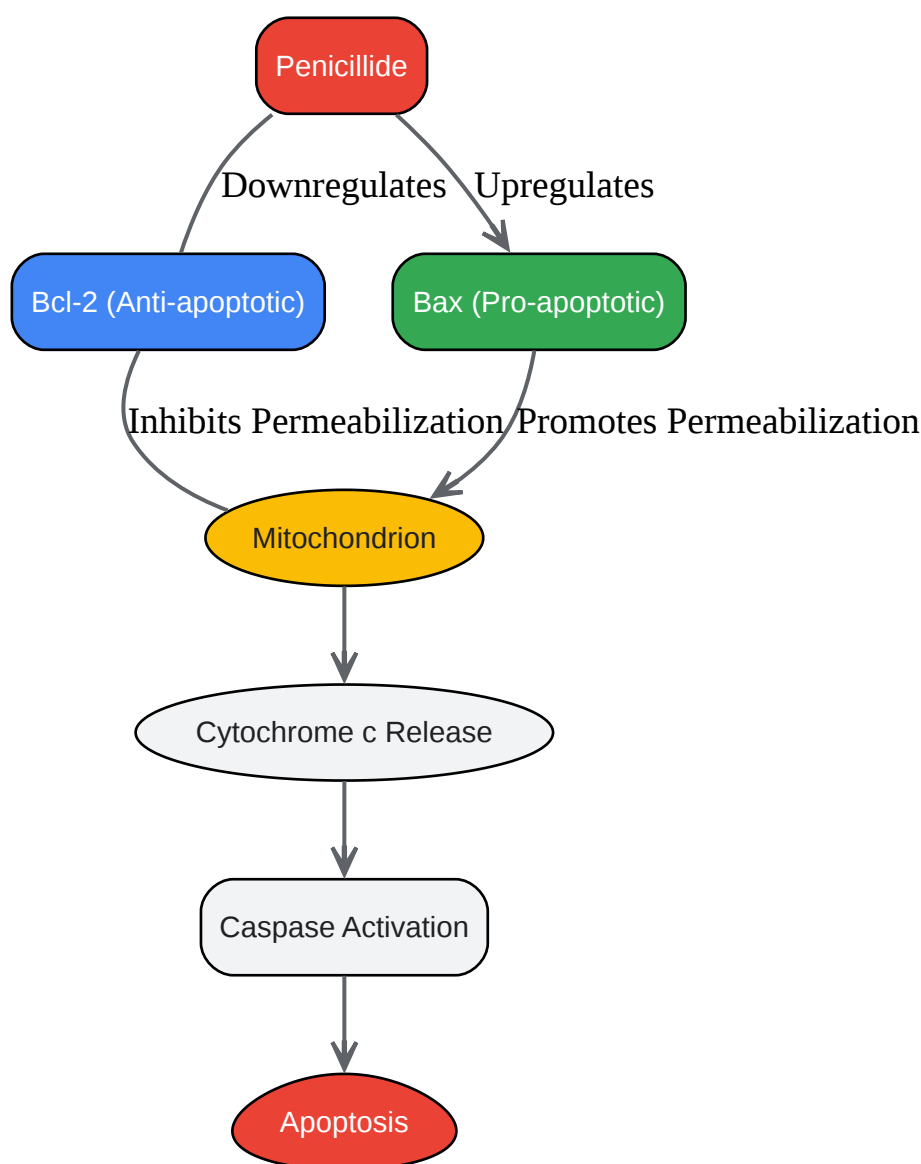 Penicillide
Downregulates
Upregulates
Bcl-2 (Anti-apoptotic)
Bax (Pro-apoptotic)
Inhibits Permeabilization
Promotes Permeabilization
Mitochondrion
Cytochrome c Release
Caspase Activation
Apoptosis